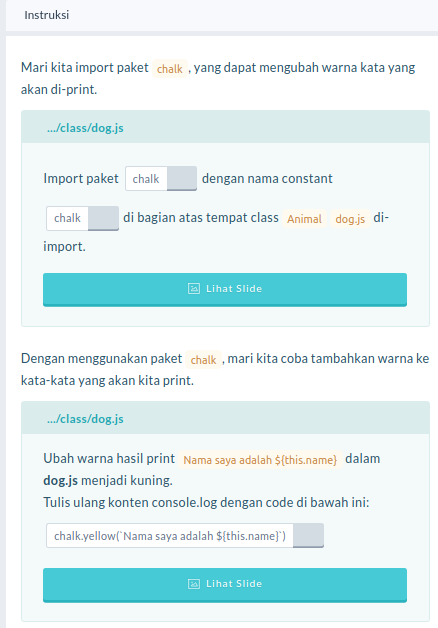 Instruksi
Mari kita import paket chalk , yang dapat mengubah warna kata yang
akan di-print.
.../class/dog.js
Import paket chalk dengan nama constant
chalk di bagian atas tempat class Animal dog.js di-
import.
Lihat Slide
Dengan menggunakan paket chalk , mari kita coba tambahkan warna ke
kata-kata yang akan kita print.
.../class/dog.js
Ubah warna hasil print Nama saya adalah ${this.name} dalam
dog.js menjadi kuning.
Tulis ulang konten console.log dengan code di bawah ini:
chalk.yellow(`Nama saya adalah ${this.name}`)
Lihat Slide